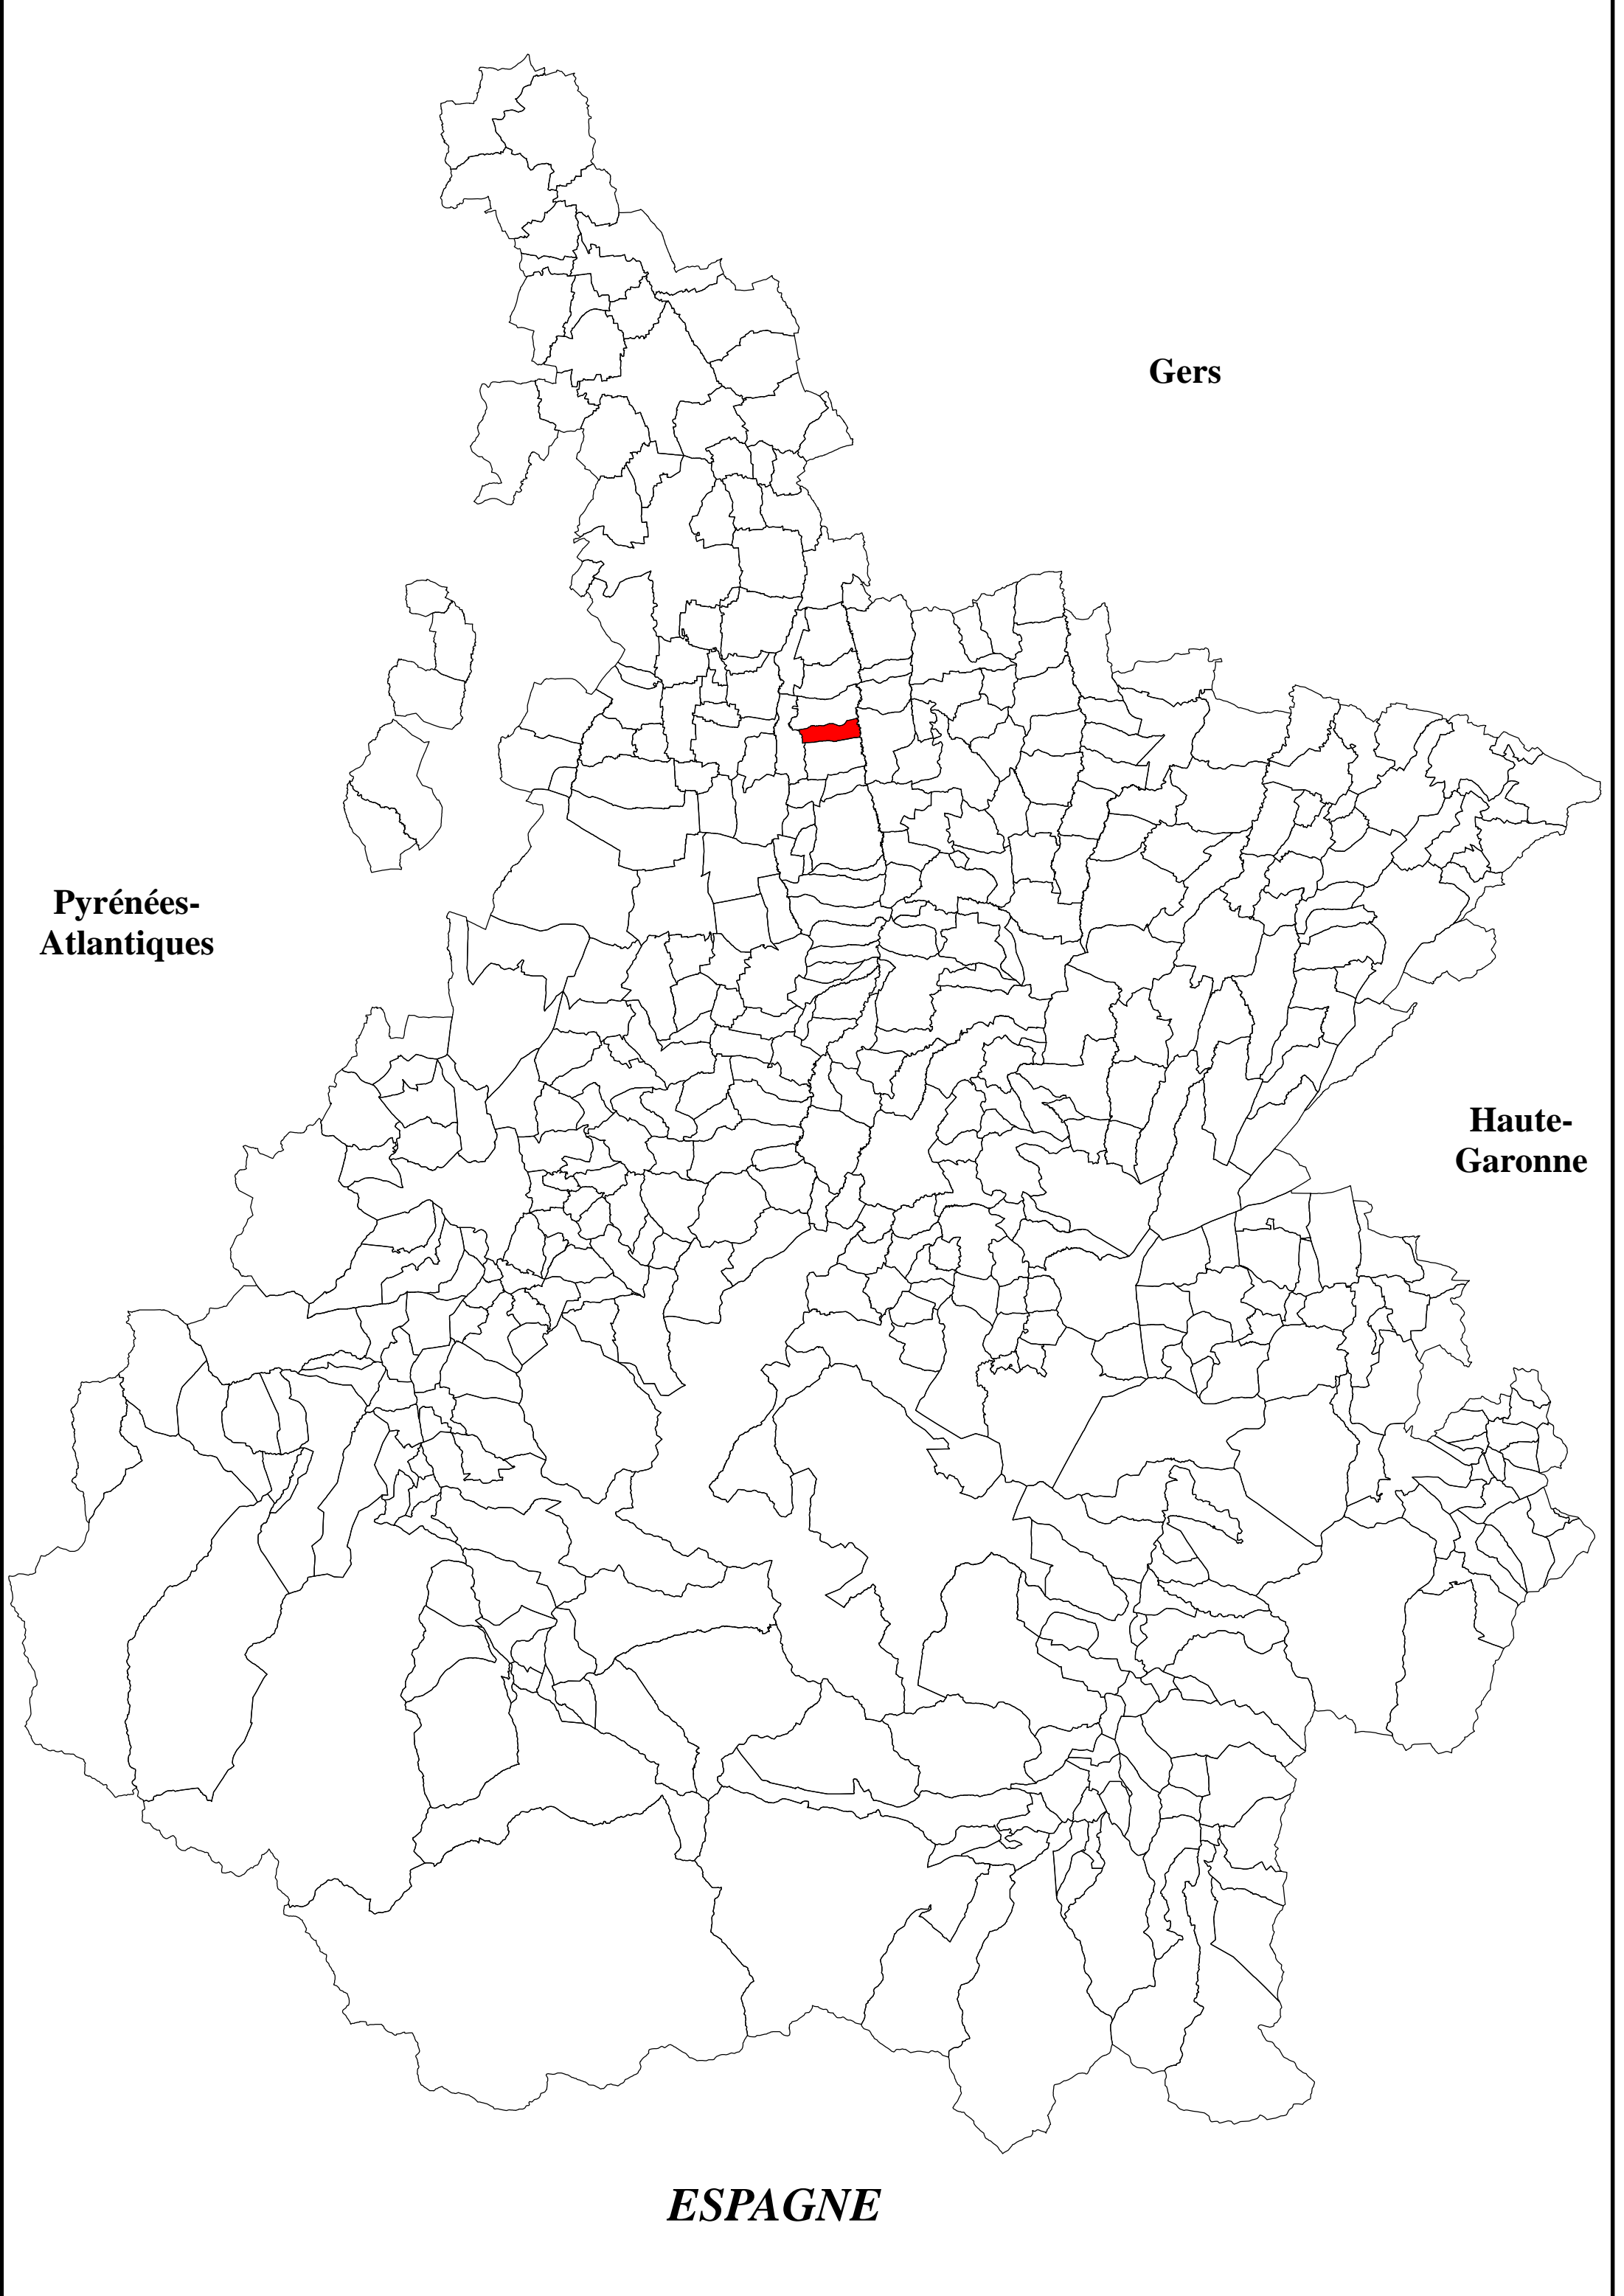 Gers
Pyrénées-
Atlantiques
Haute-
Garonne
ESPAGNE